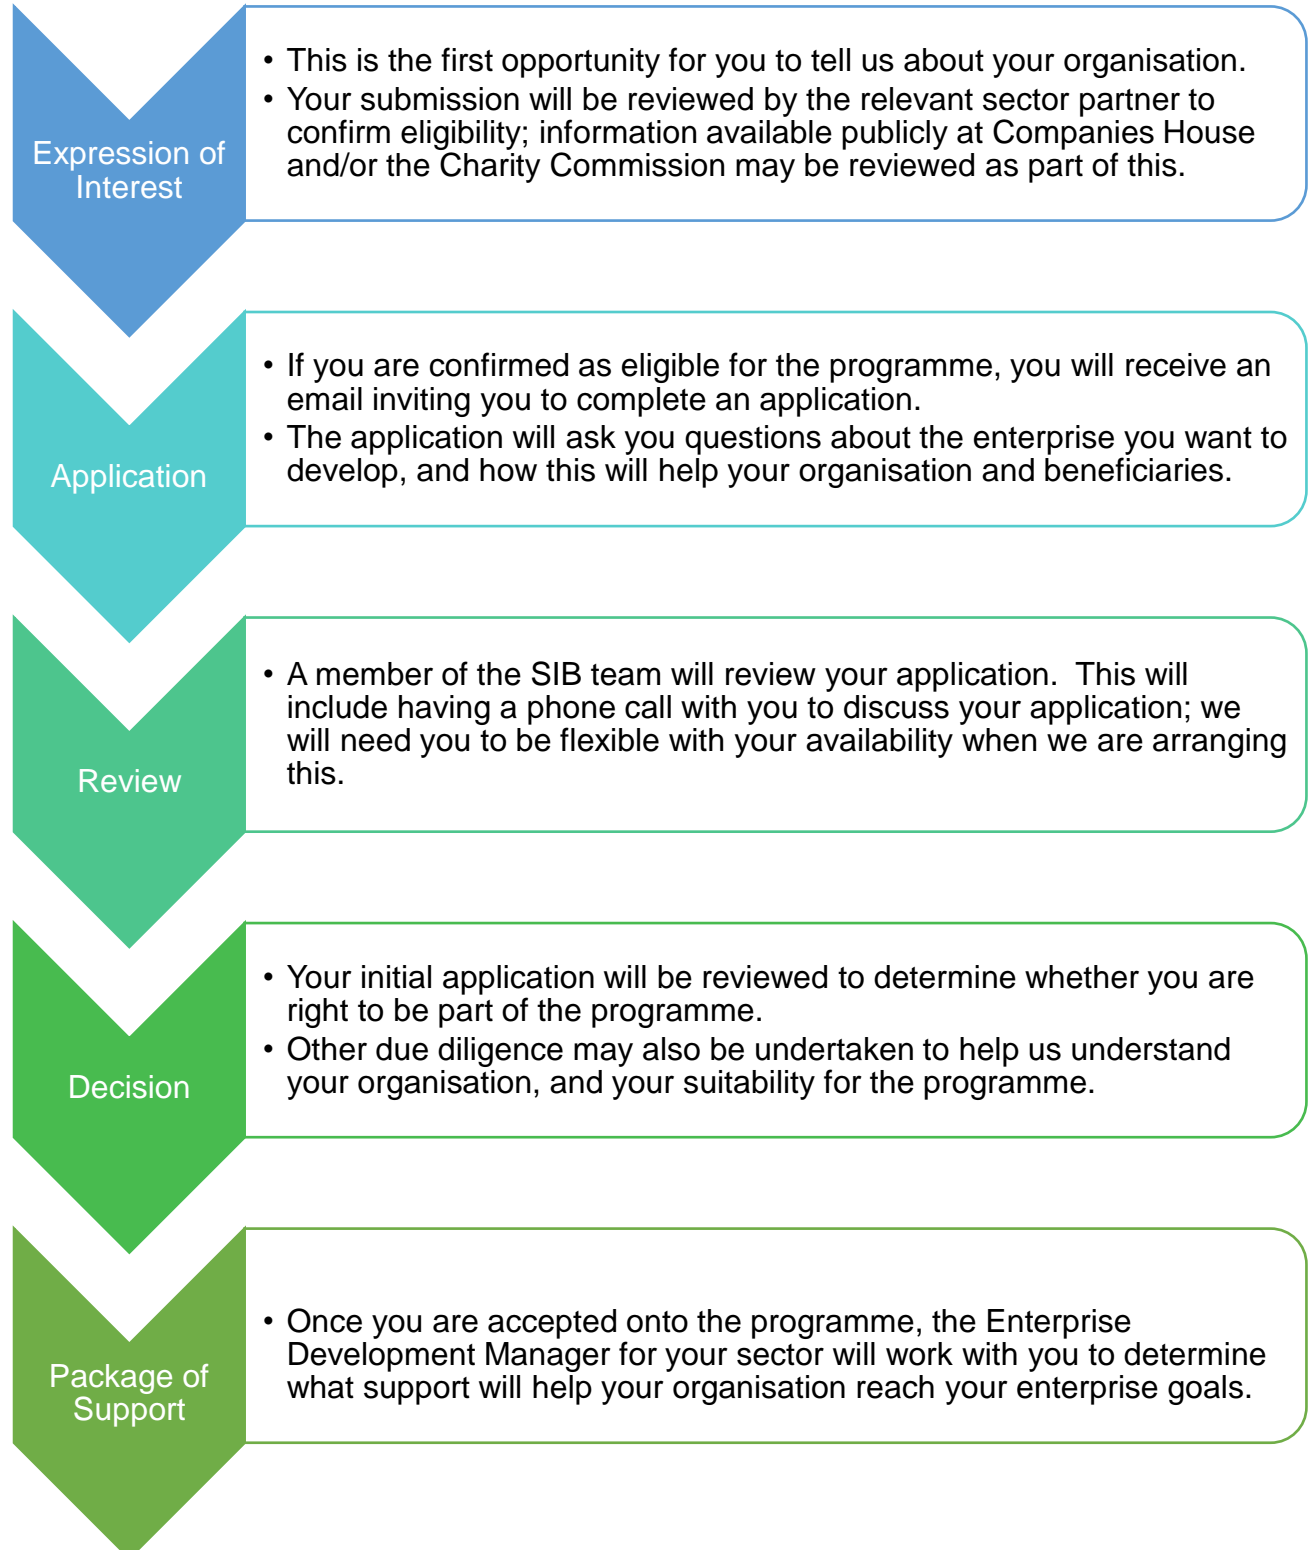 Expression of
Interest
• This is the first opportunity for you to tell us about your organisation.
• Your submission will be reviewed by the relevant sector partner to
confirm eligibility; information available publicly at Companies House
and/or the Charity Commission may be reviewed as part of this.
Application
• If you are confirmed as eligible for the programme, you will receive an
email inviting you to complete an application.
• The application will ask you questions about the enterprise you want to
develop, and how this will help your organisation and beneficiaries.
Review
• A member of the SIB team will review your application.  This will
include having a phone call with you to discuss your application; we
will need you to be flexible with your availability when we are arranging
this.
Decision
• Your initial application will be reviewed to determine whether you are
right to be part of the programme.
• Other due diligence may also be undertaken to help us understand
your organisation, and your suitability for the programme.
Package of
Support
• Once you are accepted onto the programme, the Enterprise
Development Manager for your sector will work with you to determine
what support will help your organisation reach your enterprise goals.